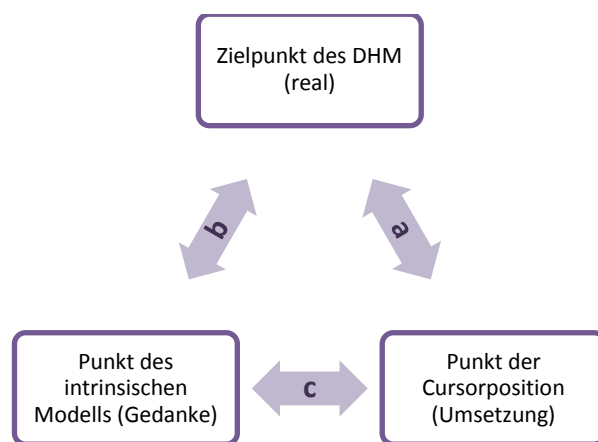 Zielpunkt des DHM
(real)
b
a
Punkt des
intrinsischen
Modells (Gedanke)
c
Punkt der
Cursorposition
(Umsetzung)